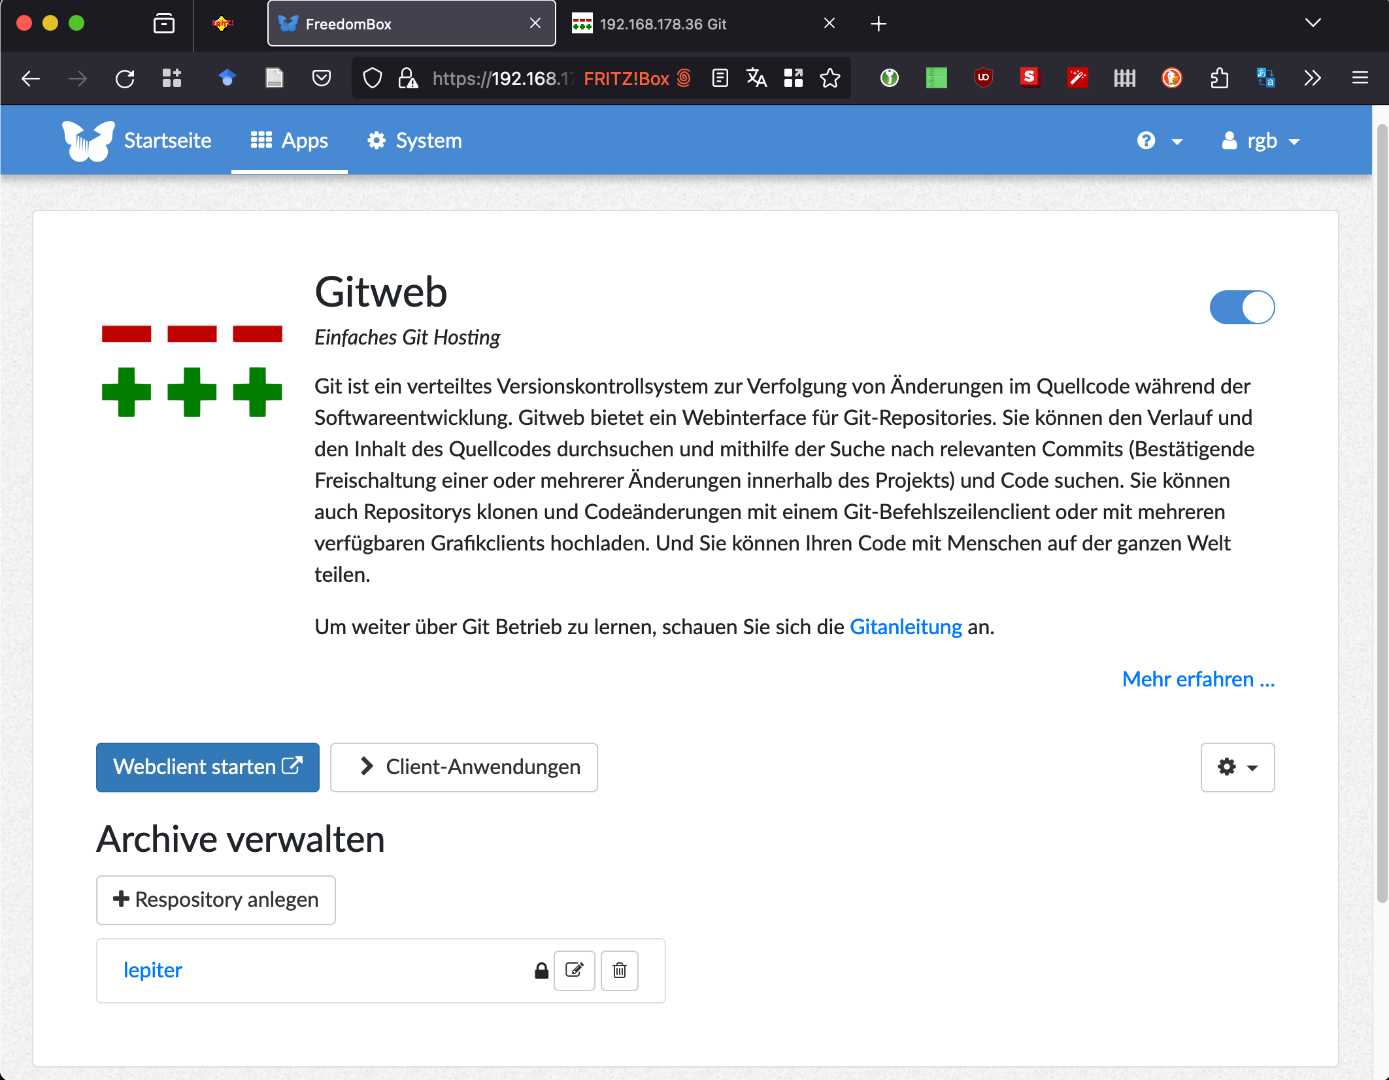 FreedomBox
192.168.178.36 Git
https://192.168.17 FRITZ!Box
Startseite
Apps
System
rgb
Gitweb
Einfaches Git Hosting
Git ist ein verteiltes Versionskontrollsystem zur Verfolgung von Änderungen im Quellcode während der
Softwareentwicklung. Gitweb bietet ein Webinterface für Git-Repositories. Sie können den Verlauf und
den Inhalt des Quellcodes durchsuchen und mithilfe der Suche nach relevanten Commits (Bestätigende
Freischaltung einer oder mehrerer Änderungen innerhalb des Projekts) und Code suchen. Sie können
auch Repositorys klonen und Codeänderungen mit einem Git-Befehlszeilenclient oder mit mehreren
verfügbaren Grafikclients hochladen. Und Sie können Ihren Code mit Menschen auf der ganzen Welt
teilen.
Um weiter über Git Betrieb zu lernen, schauen Sie sich die Gitanleitung an.
Mehr erfahren ...
Webclient starten
Client-Anwendungen
Archive verwalten
Respository anlegen
lepiter